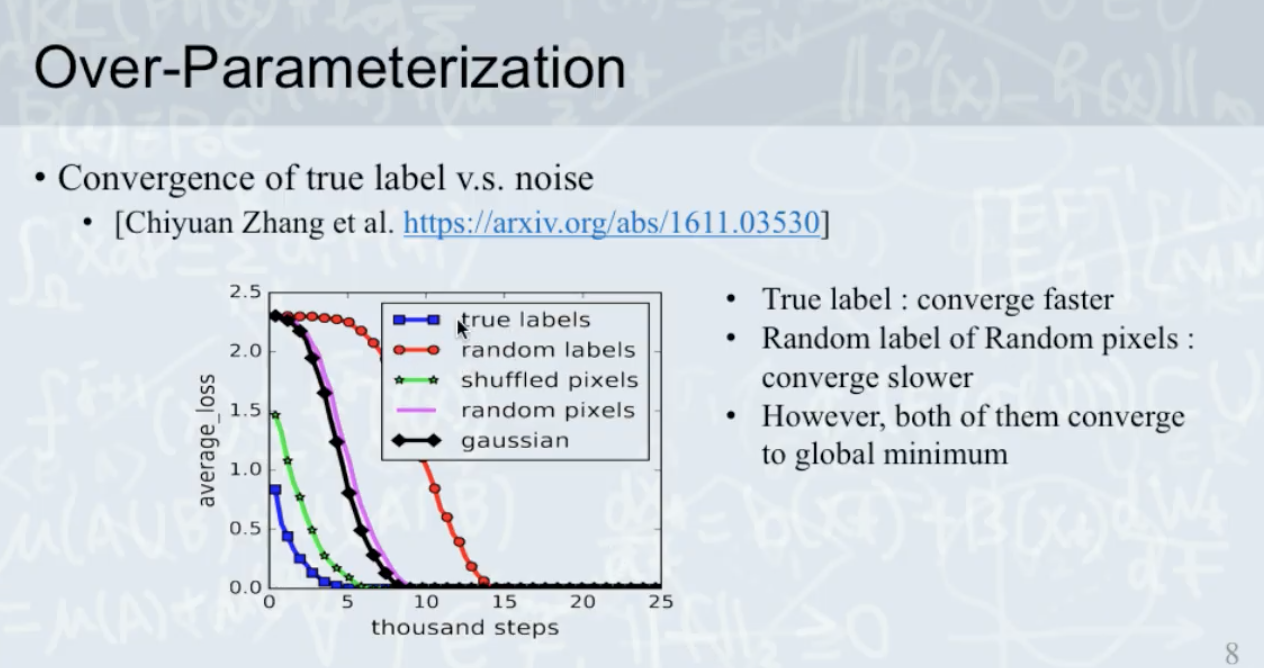 Over-Parameterization
• Convergence of true label v.s. noise
• [Chiyuan Zhang et al. https://arxiv.org/abs/1611.03530]
2.5
2.0
1.5
1.0
0.5
0.0
average_loss
true labels
random labels
shuffled pixels
random pixels
gaussian
0 5 10 15 20 25
thousand steps
• True label : converge faster
• Random label of Random pixels :
converge slower
• However, both of them converge
to global minimum
8